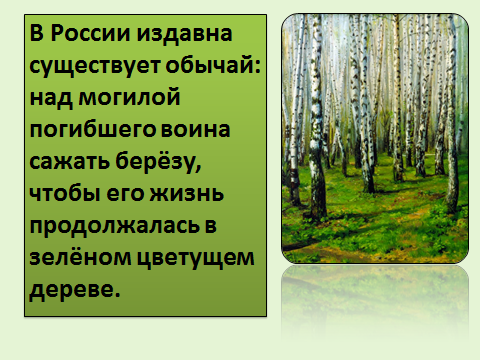 В России издавна
существует обычай:
над могилой
погибшего воина
сажать берёзу,
чтобы его жизнь
продолжалась в
зелёном цветущем
дереве.